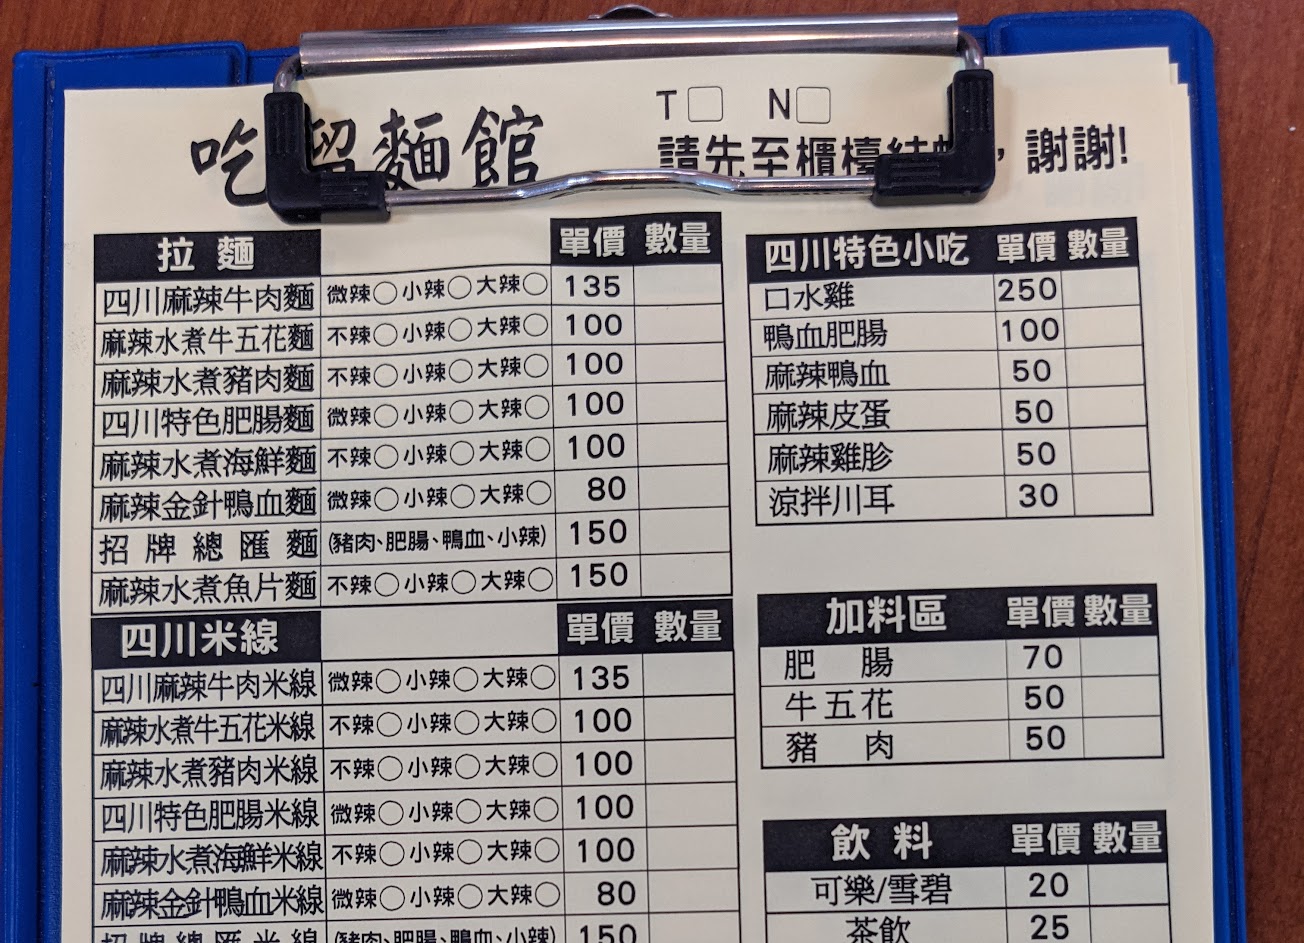 吃 麵館
T□ N□
請先至櫃檯結帳，謝謝!
拉麵 單價 數量
四川麻辣牛肉麵 微辣○小辣○大辣○ 135
麻辣水煮牛五花麵 不辣○小辣○大辣○ 100
麻辣水煮豬肉麵 不辣○小辣○大辣○ 100
四川特色肥腸麵 微辣○小辣○大辣○ 100
麻辣水煮海鮮麵 不辣○小辣○大辣○ 100
麻辣金針鴨血麵 微辣○小辣○大辣○ 80
招牌總匯麵 (豬肉、肥腸、鴨血、小辣) 150
麻辣水煮魚片麵 不辣○小辣○大辣○ 150
四川米線 單價 數量
四川麻辣牛肉米線 微辣○小辣○大辣○ 135
麻辣水煮牛五花米線 不辣○小辣○大辣○ 100
麻辣水煮豬肉米線 不辣○小辣○大辣○ 100
四川特色肥腸米線 微辣○小辣○大辣○ 100
麻辣水煮海鮮米線 不辣○小辣○大辣○ 100
麻辣金針鴨血米線 微辣○小辣○大辣○ 80
招牌總匯米線 (豬肉、肥腸、鴨血、小辣) 150
四川特色小吃 單價 數量
口水雞 250
鴨血肥腸 100
麻辣鴨血 50
麻辣皮蛋 50
麻辣雞胗 50
涼拌川耳 30
加料區 單價 數量
肥腸 70
牛五花 50
豬肉 50
飲料 單價 數量
可樂/雪碧 20
茶飲 25